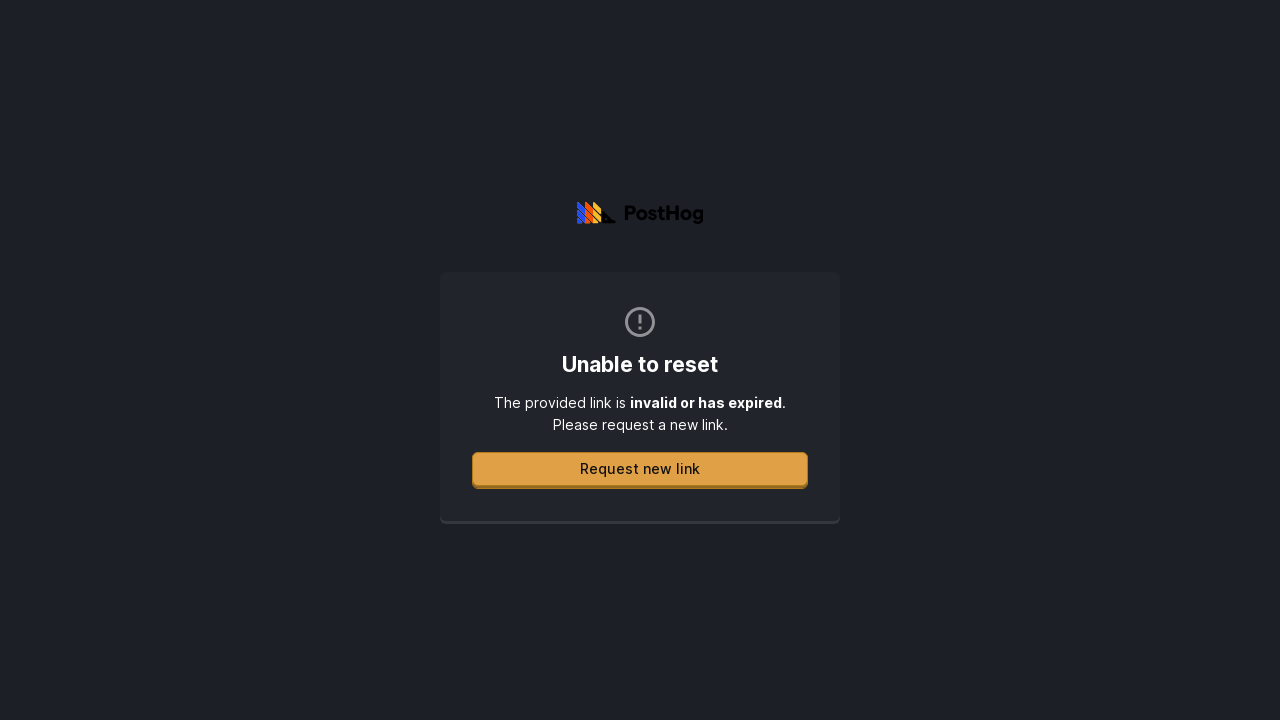 PostHog
Unable to reset
The provided link is invalid or has expired.
Please request a new link.
Request new link